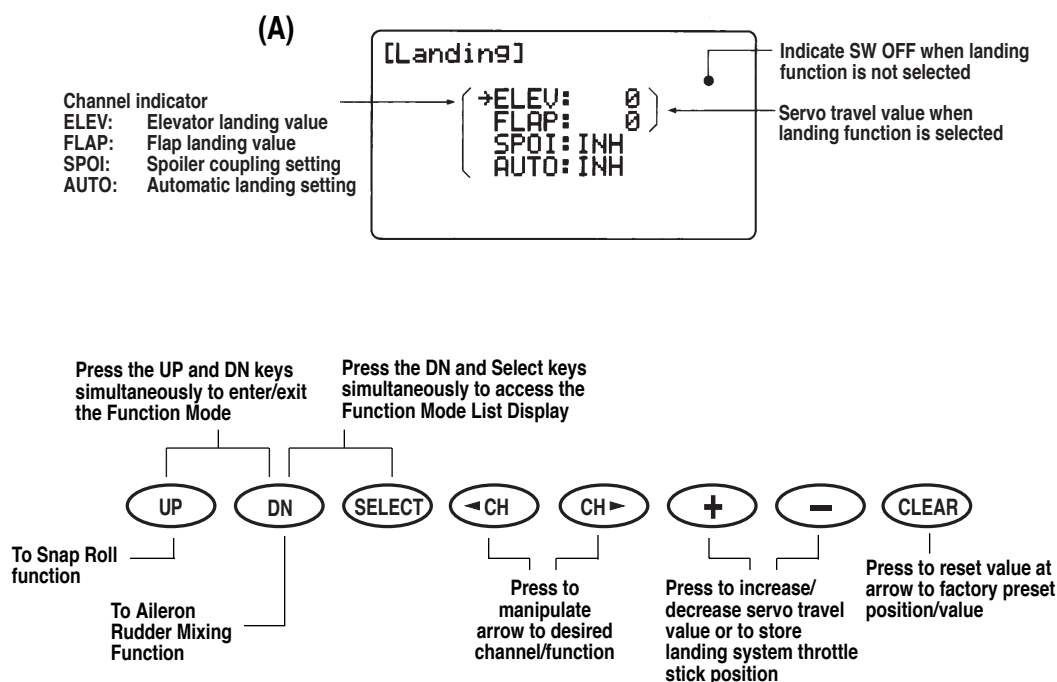 (A)
[Landing]
→ELEV: 0
FLAP: 0
SPOI:INH
AUTO:INH
Channel indicator
ELEV: Elevator landing value
FLAP: Flap landing value
SPOI: Spoiler coupling setting
AUTO: Automatic landing setting
Indicate SW OFF when landing
function is not selected
Servo travel value when
landing function is selected
Press the UP and DN keys
simultaneously to enter/exit
the Function Mode
Press the DN and Select keys
simultaneously to access the
Function Mode List Display
UP
DN
SELECT
◄CH
CH►
+
−
CLEAR
To Snap Roll
function
To Aileron
Rudder Mixing
Function
Press to
manipulate
arrow to desired
channel/function
Press to increase/
decrease servo travel
value or to store
landing system throttle
stick position
Press to reset value at
arrow to factory preset
position/value